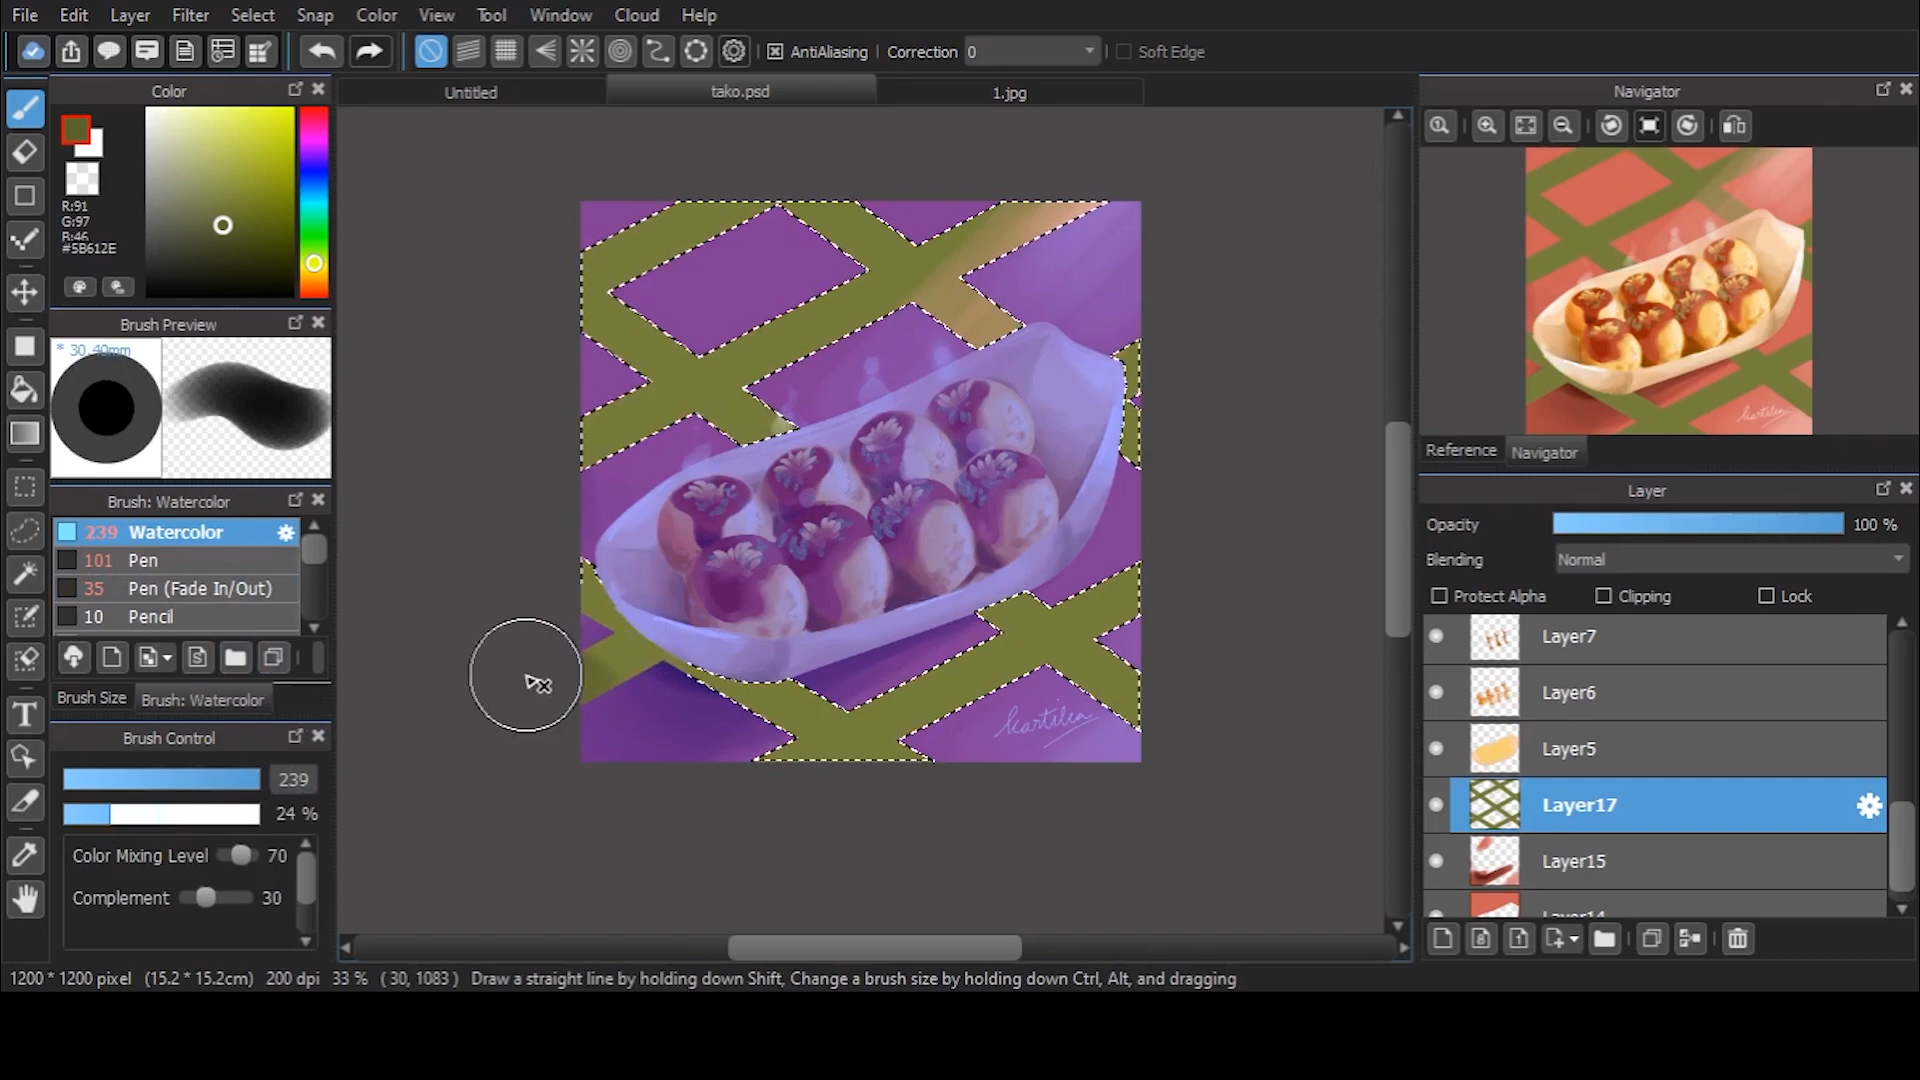 File Edit Layer Filter Select Snap Color View Tool Window Cloud Help
AntiAliasing Correction 0 Soft Edge
Color
R:91
G:97
B:46
#5B612E
Brush Preview
* 30.40mm
Brush: Watercolor
239 Watercolor
101 Pen
35 Pen (Fade In/Out)
10 Pencil
Brush Size Brush: Watercolor
Brush Control
239
24 %
Color Mixing Level 70
Complement 30
Untitled tako.psd 1.jpg
kartika
Navigator
kartika
Reference Navigator
Layer
Opacity 100 %
Blending Normal
Protect Alpha Clipping Lock
Layer7
Layer6
Layer5
Layer17
Layer15
Layer14
1200 * 1200 pixel (15.2 * 15.2cm) 200 dpi 33 % ( 30, 1083 ) Draw a straight line by holding down Shift, Change a brush size by holding down Ctrl, Alt, and dragging